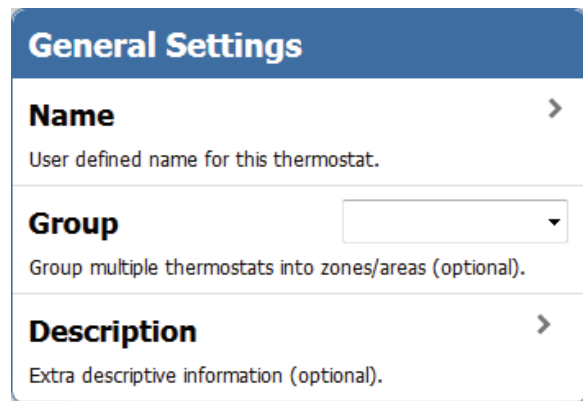 General Settings
Name
User defined name for this thermostat.
Group
Group multiple thermostats into zones/areas (optional).
Description
Extra descriptive information (optional).